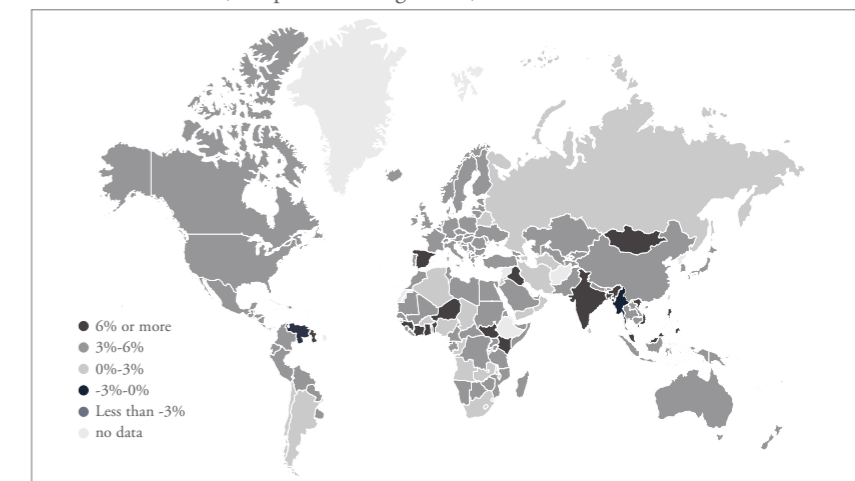 6% or more
3%-6%
0%-3%
-3%-0%
Less than -3%
no data